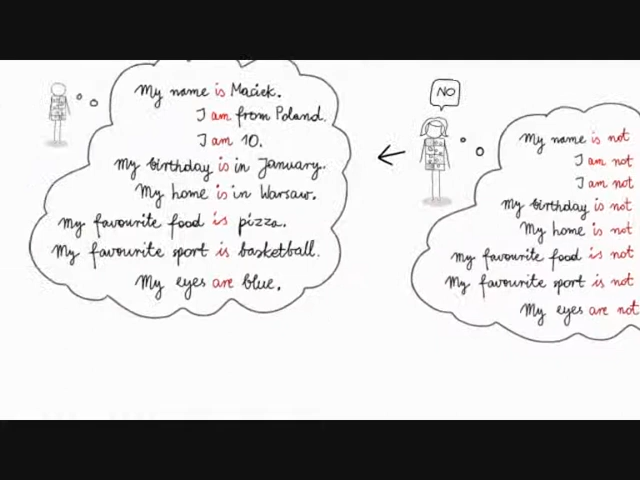 My name is Maciek.
I am from Poland.
I am 10.
My birthday is in January.
My home is in Warsaw.
My favourite food is pizza.
My favourite sport is basketball.
My eyes are blue.
NO
My name is not
I am not
I am not
My birthday is not
My home is not
My favourite food is not
My favourite sport is not
My eyes are not